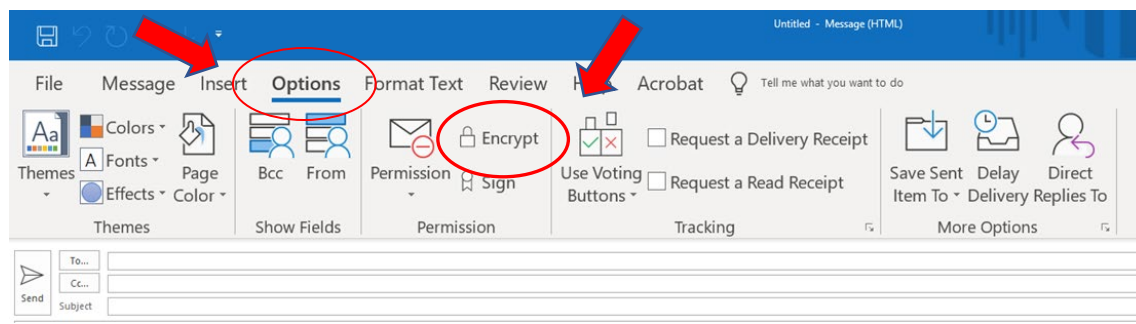 Untitled - Message (HTML)
File Message Insert Options Format Text Review Help Acrobat Tell me what you want to do
Aa
Themes
Colors
A Fonts
Effects
Page
Color
Themes
Bcc From
Show Fields
Permission
Encrypt
Sign
Permission
Use Voting
Buttons
Request a Delivery Receipt
Request a Read Receipt
Tracking
Save Sent
Item To
Delay
Delivery
Direct
Replies To
More Options
Send
To...
Cc...
Subject